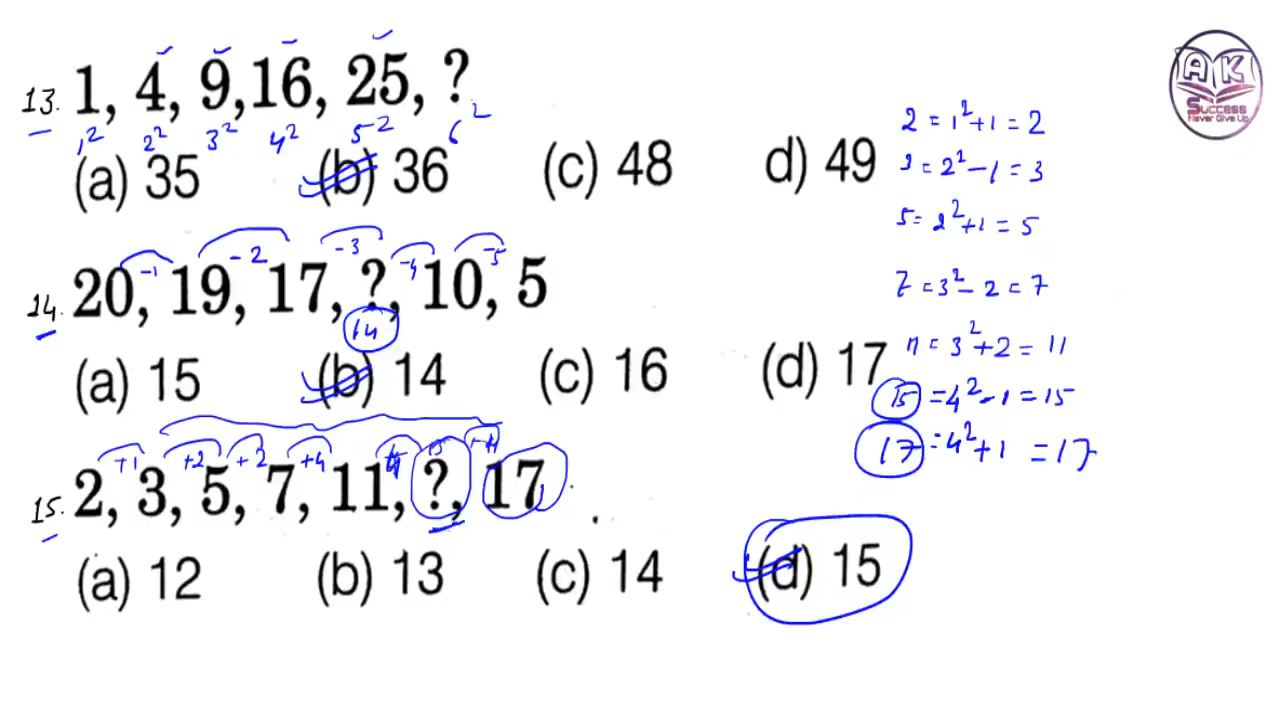 13. 1, 4, 9, 16, 25, ?
1² 2² 3² 4² 5² 6²
(a) 35 (b) 36 (c) 48 d) 49
-1 -2 -3 -4 -5
14. 20, 19, 17, ?, 10, 5
14
(a) 15 (b) 14 (c) 16 (d) 17
+1 +2 +2 +4 15
15. 2, 3, 5, 7, 11, ?, 17
(a) 12 (b) 13 (c) 14 (d) 15
2 = 1²+1 = 2
3 = 2²-1 = 3
5 = 2²+1 = 5
7 = 3²-2 = 7
11 = 3²+2 = 11
15 = 4²-1 = 15
17 = 4²+1 = 17
AK
Success
Never Give Up